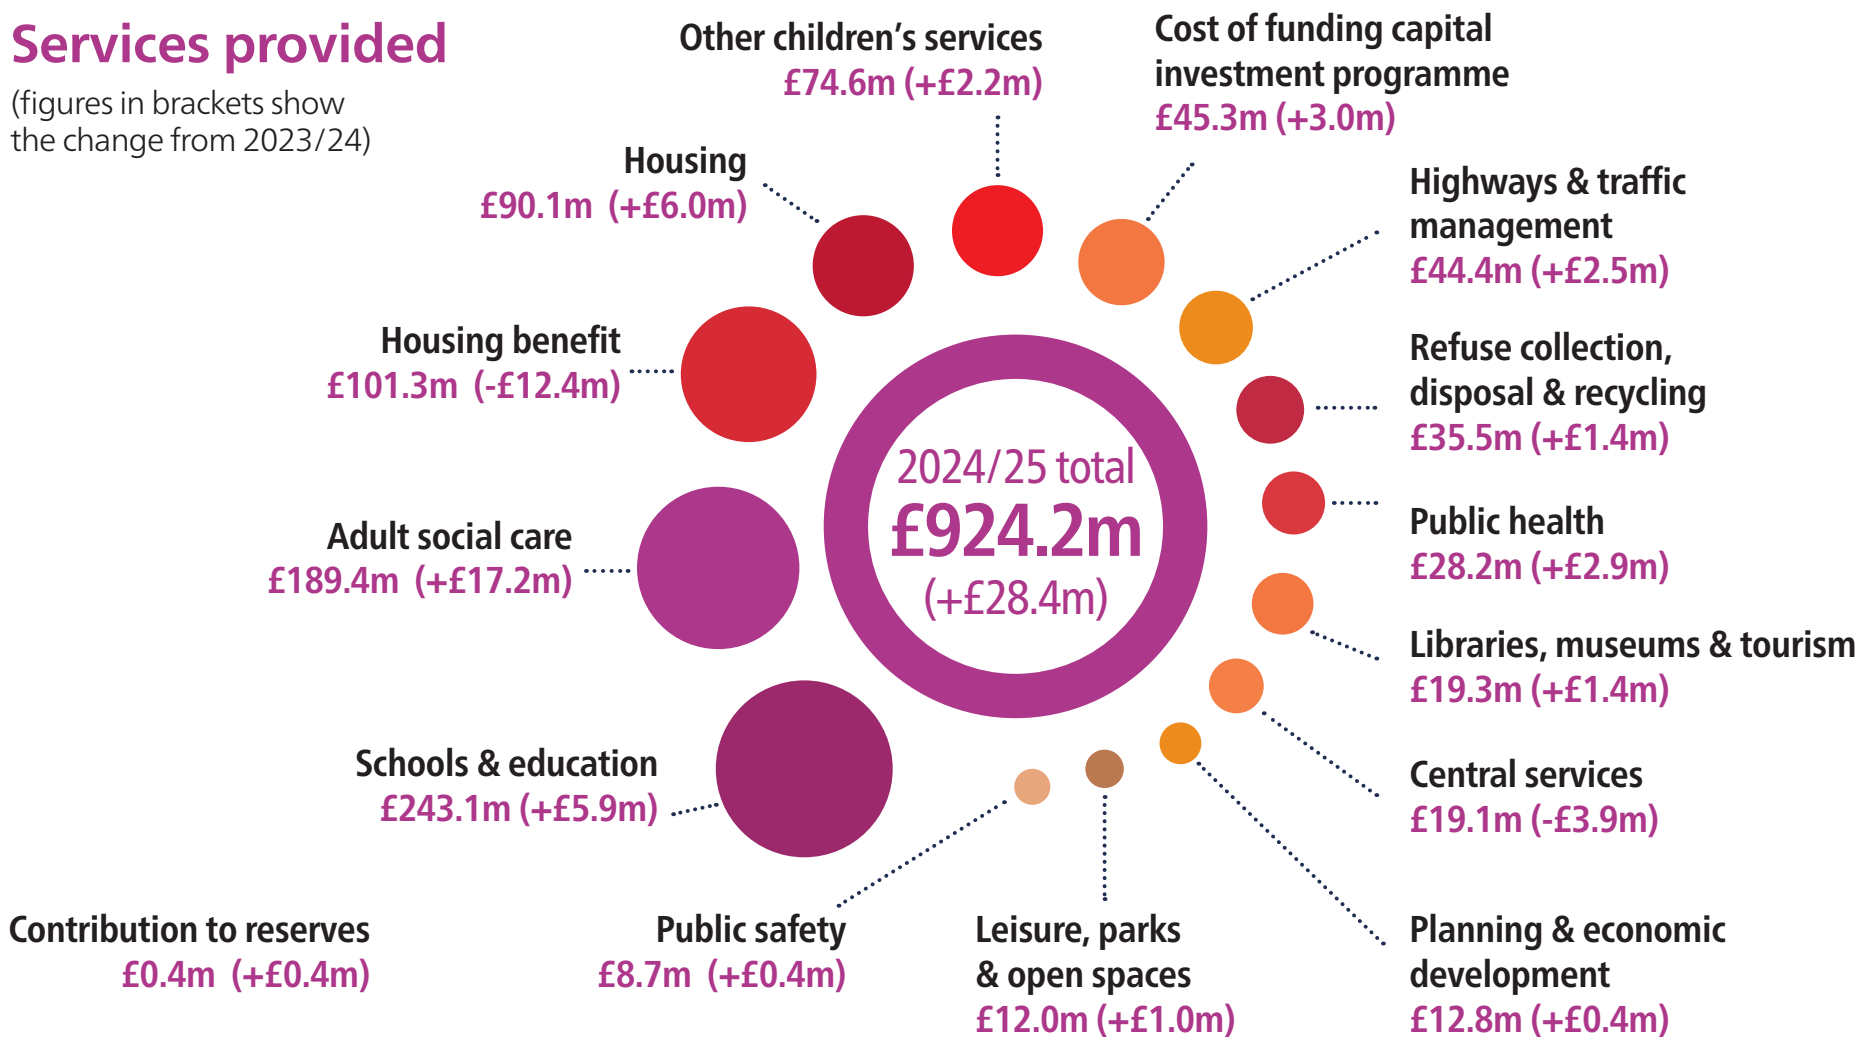 Services provided
(figures in brackets show
the change from 2023/24)
Other children’s services
£74.6m (+£2.2m)
Cost of funding capital
investment programme
£45.3m (+3.0m)
Housing
£90.1m (+£6.0m)
Highways & traffic
management
£44.4m (+£2.5m)
Housing benefit
£101.3m (-£12.4m)
Refuse collection,
disposal & recycling
£35.5m (+£1.4m)
2024/25 total
£924.2m
(+£28.4m)
Adult social care
£189.4m (+£17.2m)
Public health
£28.2m (+£2.9m)
Libraries, museums & tourism
£19.3m (+£1.4m)
Schools & education
£243.1m (+£5.9m)
Central services
£19.1m (-£3.9m)
Contribution to reserves
£0.4m (+£0.4m)
Public safety
£8.7m (+£0.4m)
Leisure, parks
& open spaces
£12.0m (+£1.0m)
Planning & economic
development
£12.8m (+£0.4m)